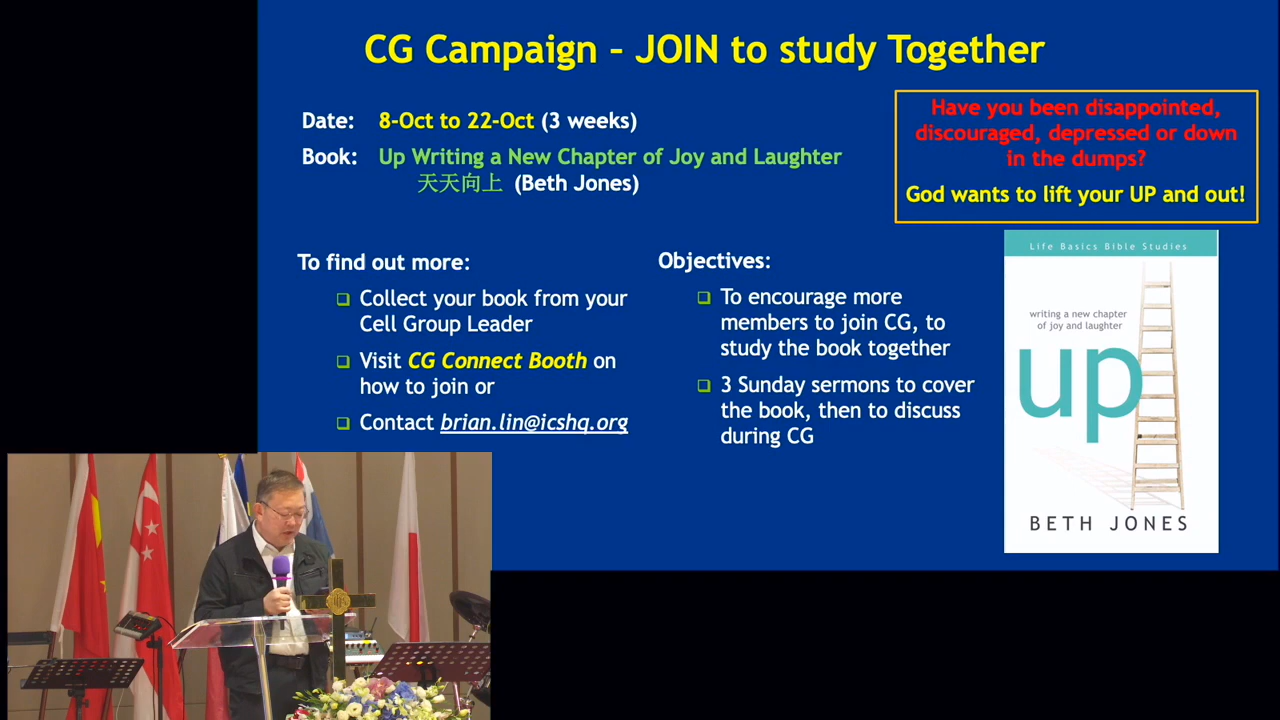 CG Campaign – JOIN to study Together
Date: 8-Oct to 22-Oct (3 weeks)
Book: Up Writing a New Chapter of Joy and Laughter
天天向上 (Beth Jones)
Have you been disappointed,
discouraged, depressed or down
in the dumps?
God wants to lift your UP and out!
To find out more:
❑ Collect your book from your
Cell Group Leader
❑ Visit CG Connect Booth on
how to join or
❑ Contact brian.lin@icshq.org
Objectives:
❑ To encourage more
members to join CG, to
study the book together
❑ 3 Sunday sermons to cover
the book, then to discuss
during CG
Life Basics Bible Studies
writing a new chapter
of joy and laughter
up
BETH JONES